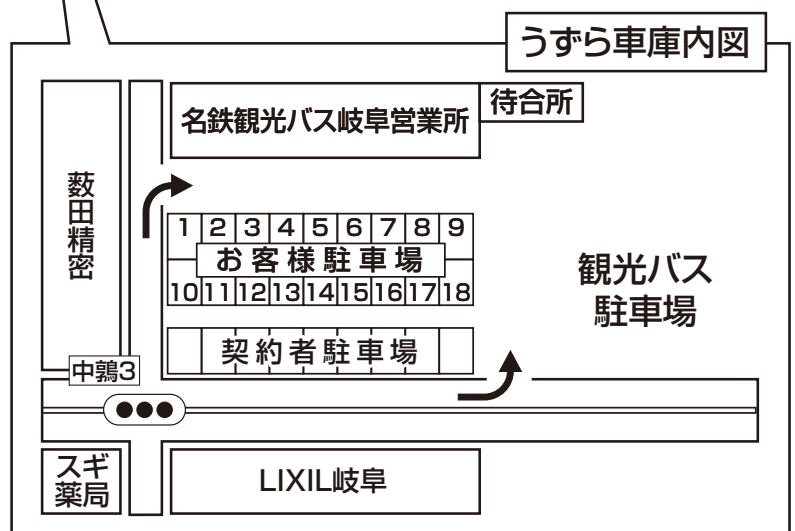 うずら車庫内図
名鉄観光バス岐阜営業所
待合所
薮田精密
1 2 3 4 5 6 7 8 9
お客様駐車場
10 11 12 13 14 15 16 17 18
観光バス
駐車場
契約者駐車場
中鶉3
スギ
薬局
LIXIL岐阜